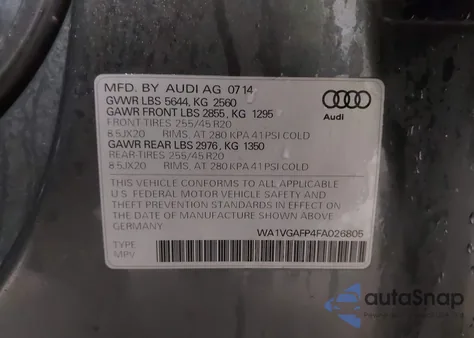 MFD. BY AUDI AG 0714
GVWR LBS 5644, KG 2560
GAWR FRONT LBS 2855, KG 1295
FRONT TIRES 255/45 R20
8.5JX20 RIMS, AT 280 KPA 41 PSI COLD
GAWR REAR LBS 2976, KG 1350
REAR TIRES 255/45 R20
8.5JX20 RIMS, AT 280 KPA 41 PSI COLD
THIS VEHICLE CONFORMS TO ALL APPLICABLE
U. S. FEDERAL MOTOR VEHICLE SAFETY AND
THEFT PREVENTION STANDARDS IN EFFECT ON
THE DATE OF MANUFACTURE SHOWN ABOVE
GERMANY
WA1VGAFP4FA026805
TYPE
MPV
Audi
autoSnap